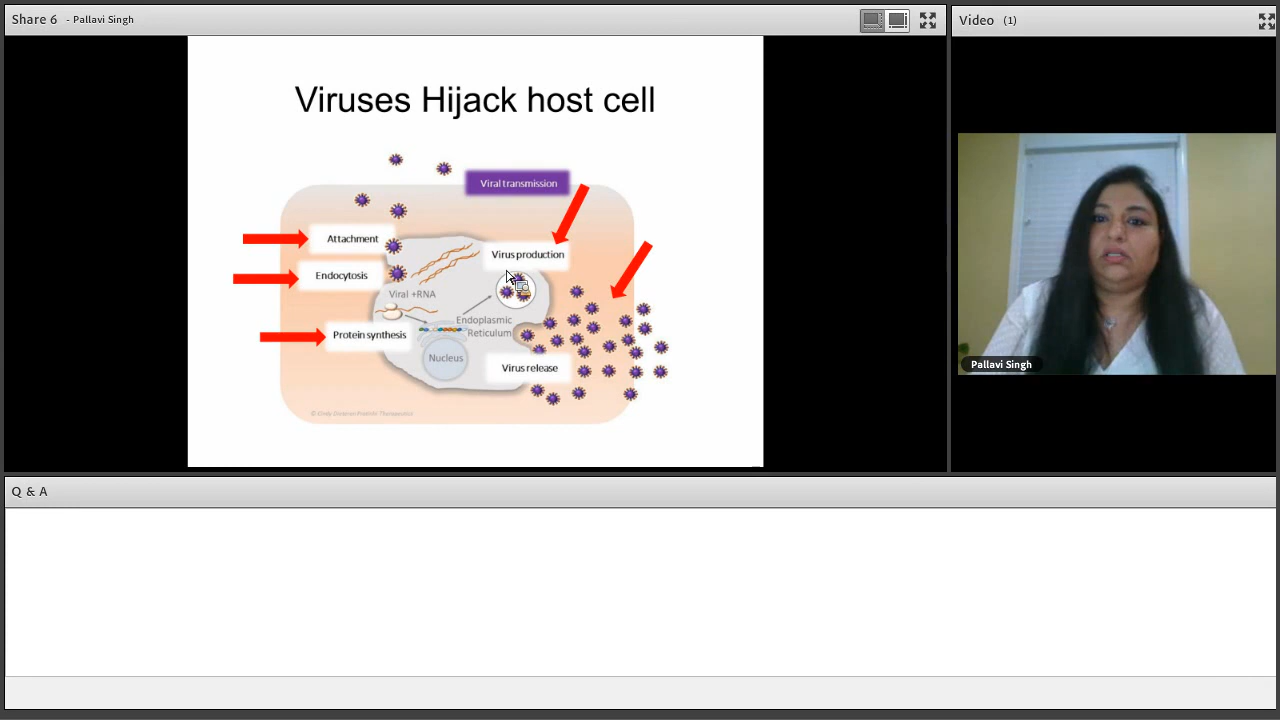 Share 6 - Pallavi Singh
Video (1)
Viruses Hijack host cell
Viral transmission
Attachment
Virus production
Endocytosis
Viral +RNA
Endoplasmic
Reticulum
Protein synthesis
Nucleus
Virus release
Pallavi Singh
Q & A